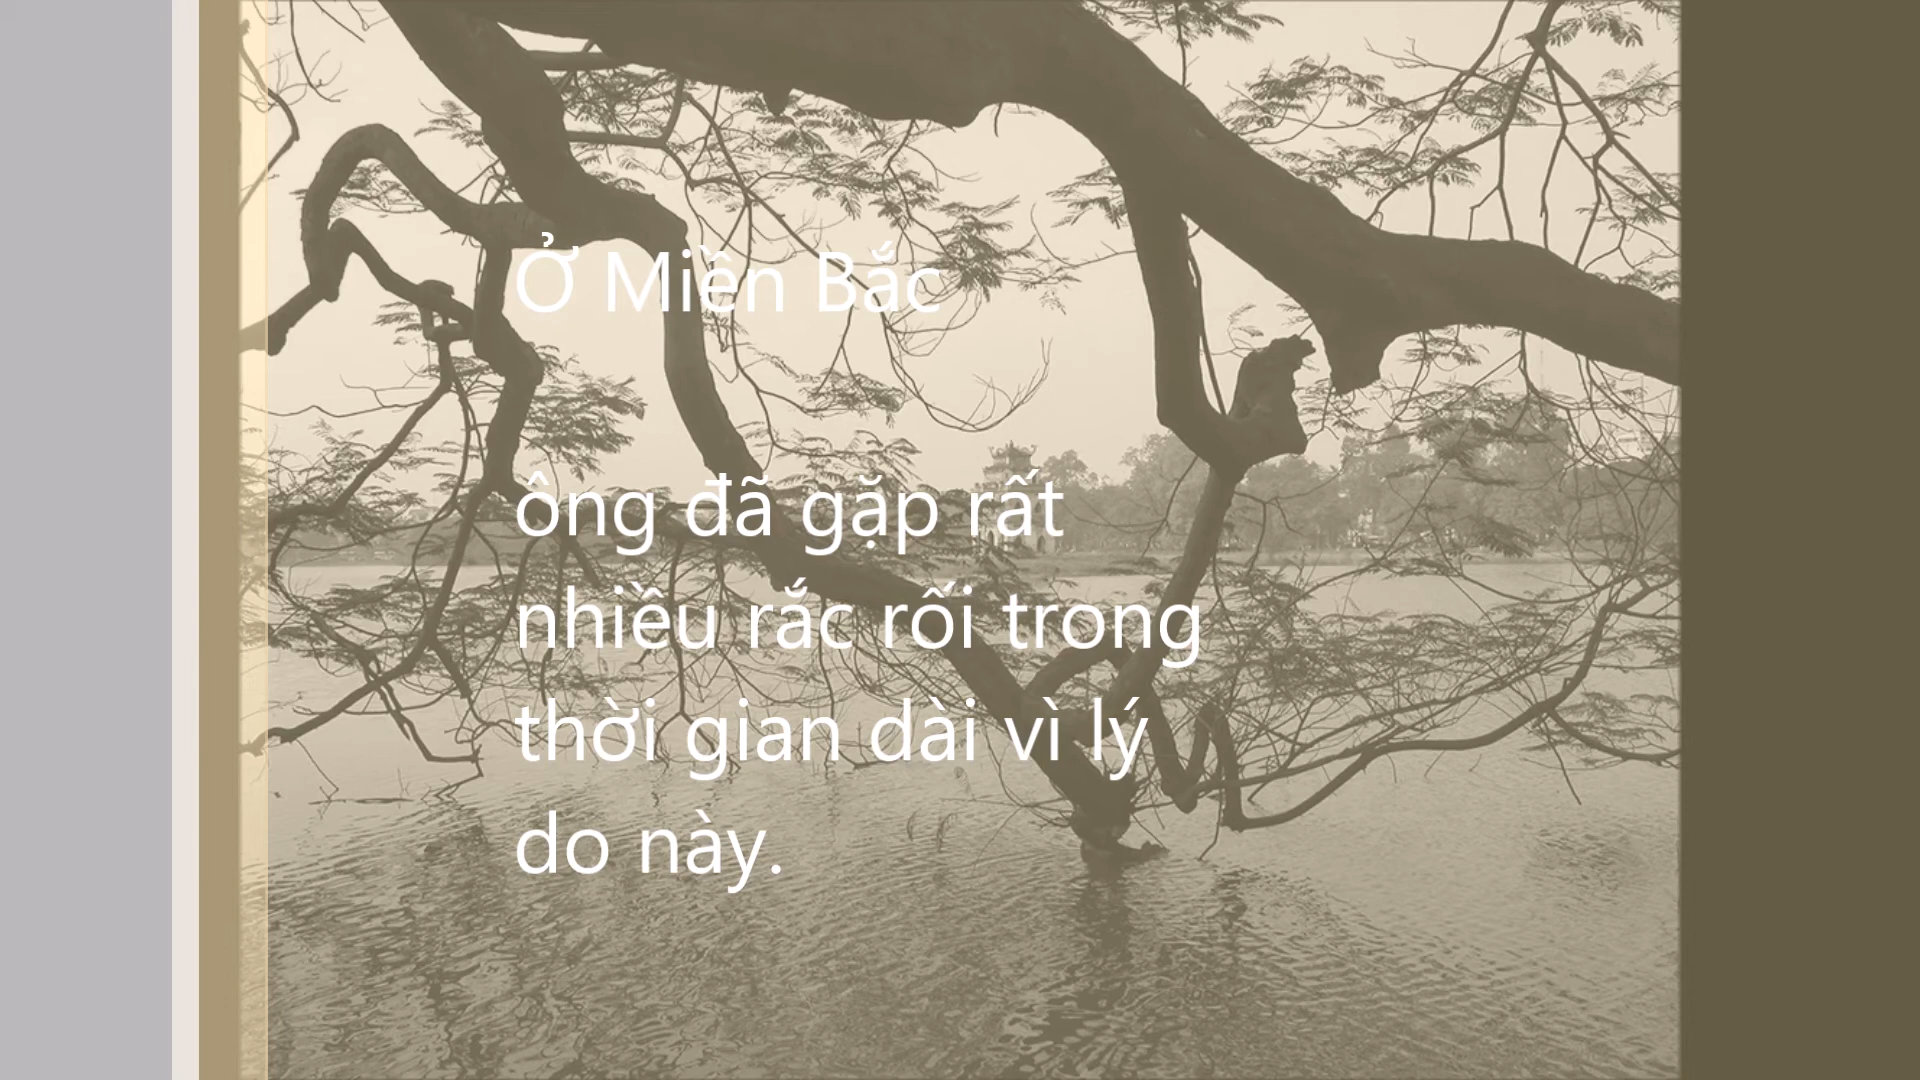 Ở Miền Bắc
ông đã gặp rất
nhiều rắc rối trong
thời gian dài vì lý
do này.